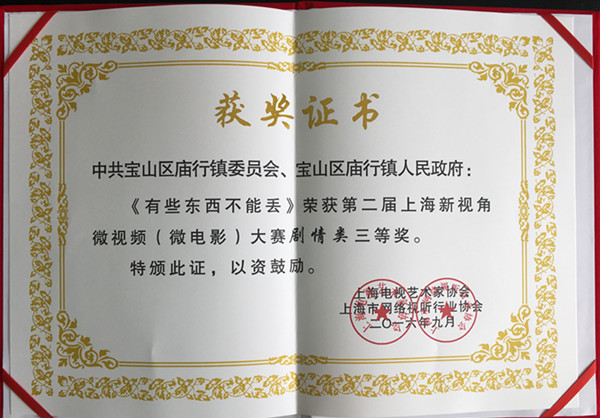 获奖证书
中共宝山区庙行镇委员会、宝山区庙行镇人民政府：
《有些东西不能丢》荣获第二届上海新视角
微视频（微电影）大赛剧情类三等奖。
特颁此证，以资鼓励。
上海电视艺术家协会
上海市网络视听行业协会
二〇一六年九月